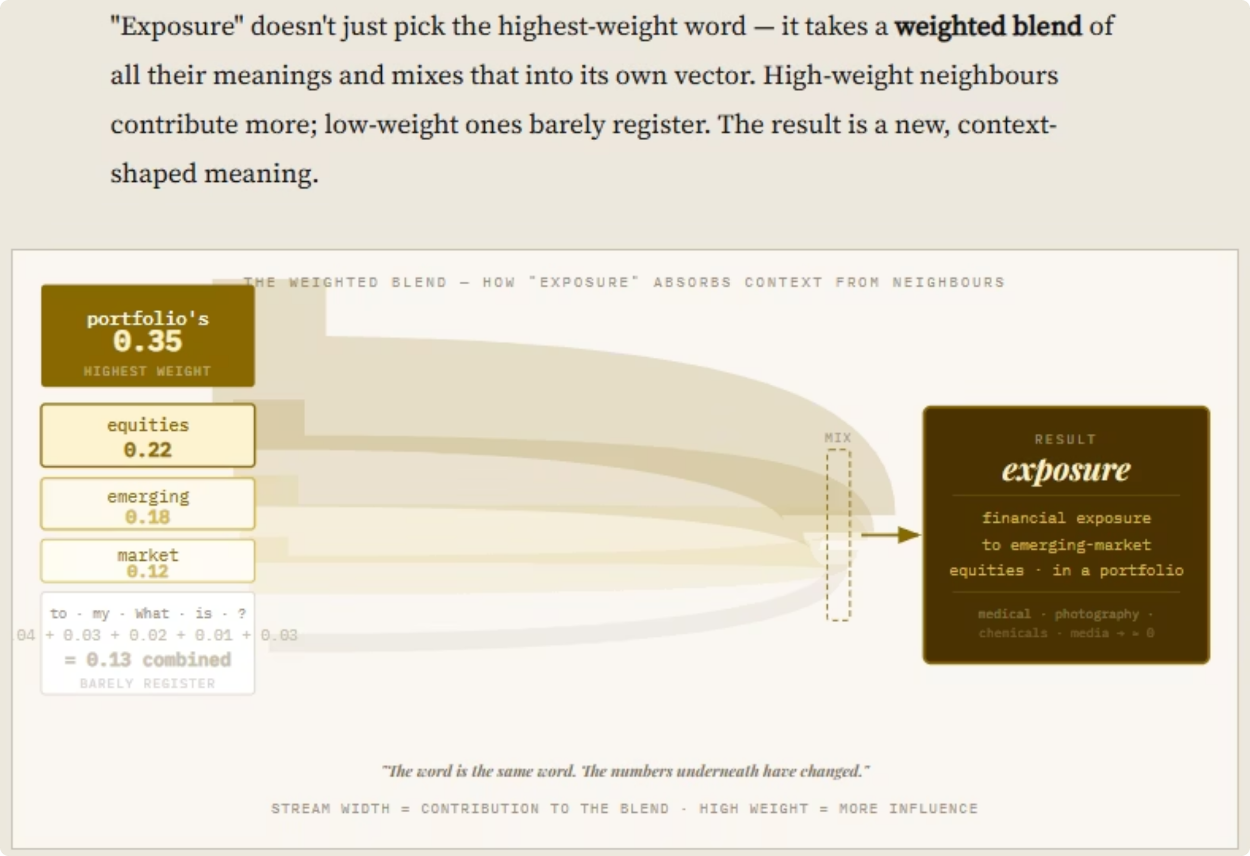 "Exposure" doesn't just pick the highest-weight word — it takes a weighted blend of
all their meanings and mixes that into its own vector. High-weight neighbours
contribute more; low-weight ones barely register. The result is a new, context-
shaped meaning.
THE WEIGHTED BLEND — HOW "EXPOSURE" ABSORBS CONTEXT FROM NEIGHBOURS
portfolio's
0.35
HIGHEST WEIGHT
equities
0.22
emerging
0.18
market
0.12
to · my · What · is · ?
.04 + 0.03 + 0.02 + 0.01 + 0.03
= 0.13 combined
BARELY REGISTER
MIX
RESULT
exposure
financial exposure
to emerging-market
equities · in a portfolio
medical · photography ·
chemicals · media → ≈ 0
"The word is the same word. The numbers underneath have changed."
STREAM WIDTH = CONTRIBUTION TO THE BLEND · HIGH WEIGHT = MORE INFLUENCE